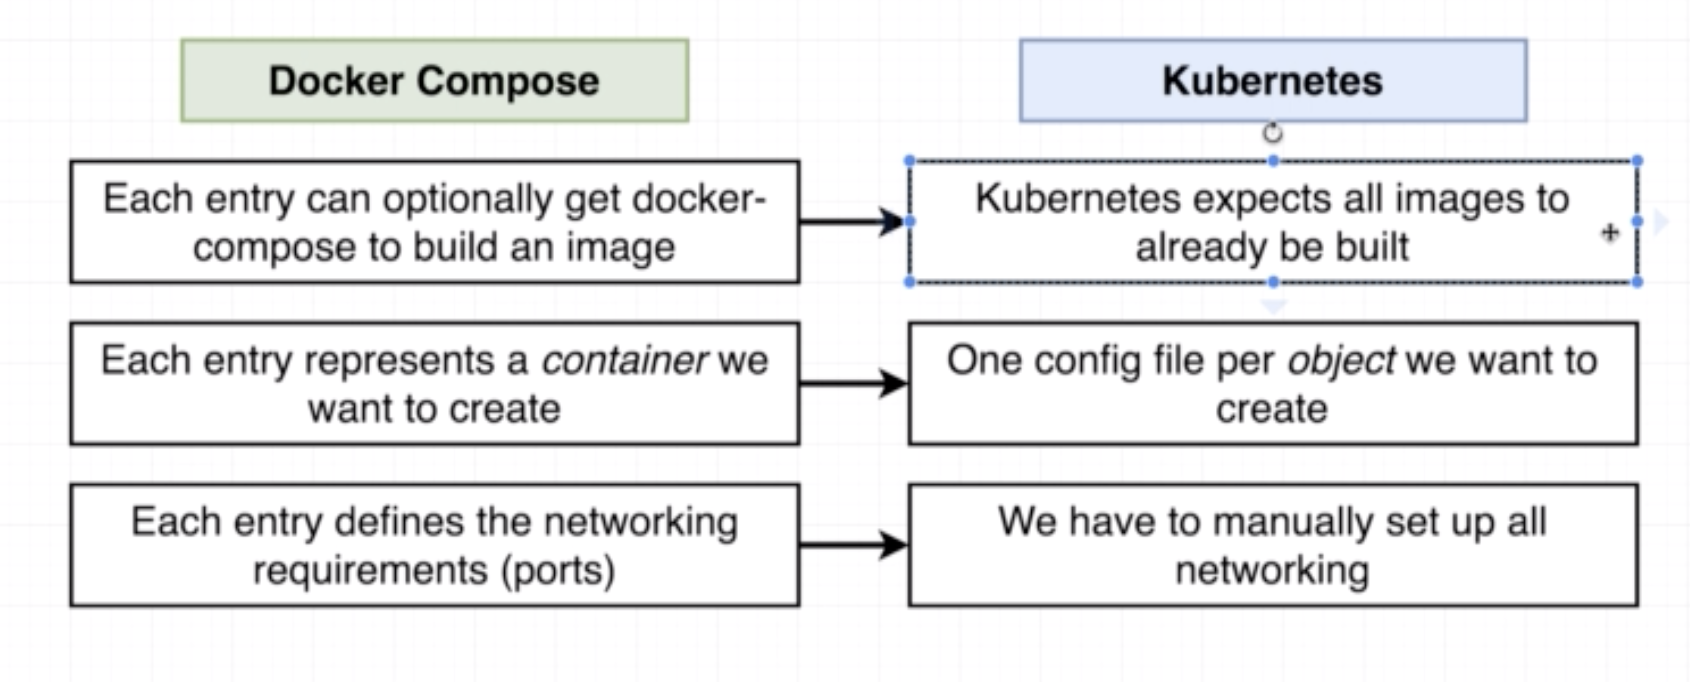 Docker Compose
Kubernetes
Each entry can optionally get docker-
compose to build an image
Kubernetes expects all images to
already be built
Each entry represents a container we
want to create
One config file per object we want to
create
Each entry defines the networking
requirements (ports)
We have to manually set up all
networking